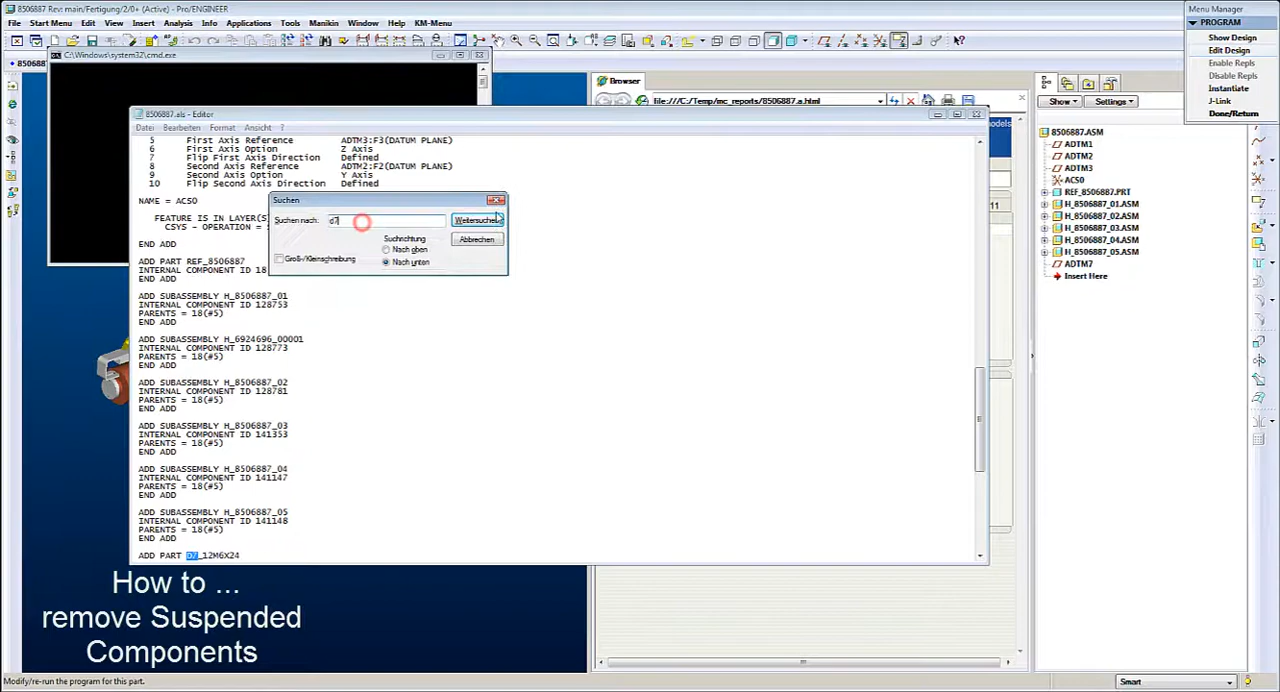 8506887 Rev: main/Fertigung/2/0+ (Active) - Pro/ENGINEER
File Start Menu Edit View Insert Analysis Info Applications Tools Manikin Window Help KM-Menu
Menu Manager
PROGRAM
Show Design
Edit Design
Enable Repls
Disable Repls
Instantiate
J-Link
Done/Return
C:\Windows\system32\cmd.exe
Browser
file:///C:/Temp/mc_reports/8506887.a.html
Show Settings
8506887.ASM
ADTM1
ADTM2
ADTM3
ACS0
REF_8506887.PRT
H_8506887_01.ASM
H_8506887_02.ASM
H_8506887_03.ASM
H_8506887_04.ASM
H_8506887_05.ASM
ADTM7
Insert Here
8506887.als - Editor
Datei Bearbeiten Format Ansicht ?
5 First Axis Reference ADTM3:F3(DATUM PLANE)
6 First Axis Option Z Axis
7 Flip First Axis Direction Defined
8 Second Axis Reference ADTM2:F2(DATUM PLANE)
9 Second Axis Option Y Axis
10 Flip Second Axis Direction Defined
NAME = ACS0
FEATURE IS IN LAYER(S)
CSYS - OPERATION =
END ADD
ADD PART REF_8506887
INTERNAL COMPONENT ID 18
END ADD
ADD SUBASSEMBLY H_8506887_01
INTERNAL COMPONENT ID 128753
PARENTS = 18(#5)
END ADD
ADD SUBASSEMBLY H_6924696_00001
INTERNAL COMPONENT ID 128773
PARENTS = 18(#5)
END ADD
ADD SUBASSEMBLY H_8506887_02
INTERNAL COMPONENT ID 128781
PARENTS = 18(#5)
END ADD
ADD SUBASSEMBLY H_8506887_03
INTERNAL COMPONENT ID 141353
PARENTS = 18(#5)
END ADD
ADD SUBASSEMBLY H_8506887_04
INTERNAL COMPONENT ID 141147
PARENTS = 18(#5)
END ADD
ADD SUBASSEMBLY H_8506887_05
INTERNAL COMPONENT ID 141148
PARENTS = 18(#5)
END ADD
ADD PART D7_12M6X24
Suchen
Suchen nach: d7
Weitersuchen
Suchrichtung
Abbrechen
Nach oben
Groß-/Kleinschreibung
Nach unten
11
How to ...
remove Suspended
Components
Modify/re-run the program for this part.
Smart